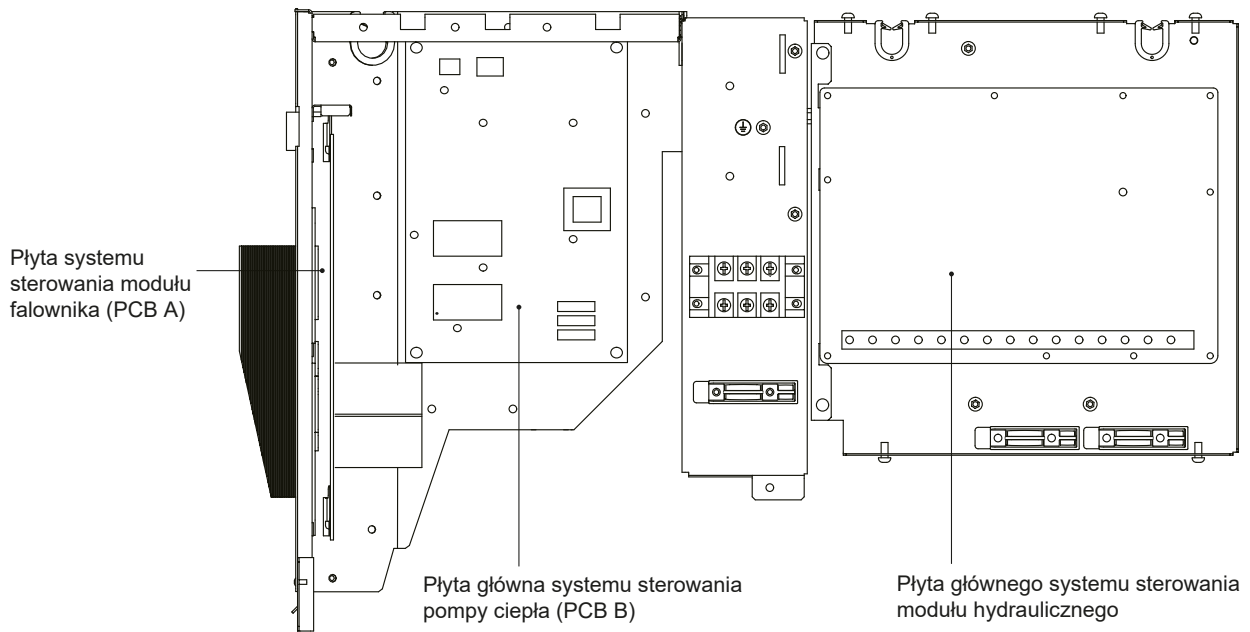 Płyta systemu
sterowania modułu
falownika (PCB A)
Płyta główna systemu sterowania
pompy ciepła (PCB B)
Płyta głównego systemu sterowania
modułu hydraulicznego